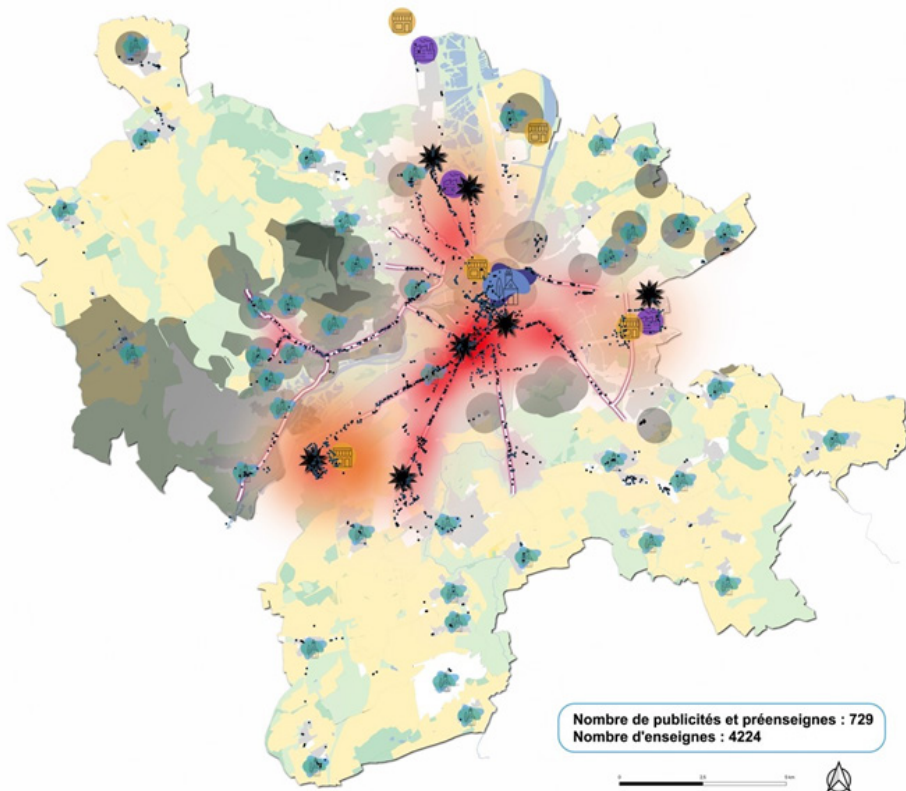 Nombre de publicités et préenseignes : 729
Nombre d'enseignes : 4224